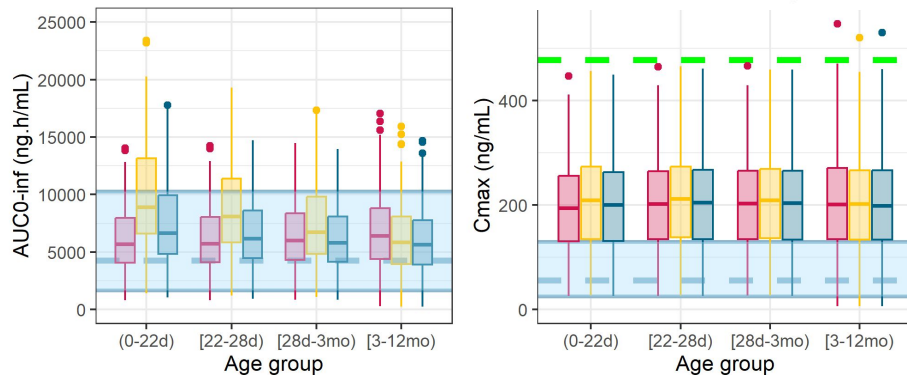 AUC0-inf (ng.h/mL)
25000
20000
15000
10000
5000
0
(0-22d)
[22-28d)
[28d-3mo)
[3-12mo)
Age group
Cmax (ng/mL)
400
200
0
(0-22d)
[22-28d)
[28d-3mo)
[3-12mo)
Age group